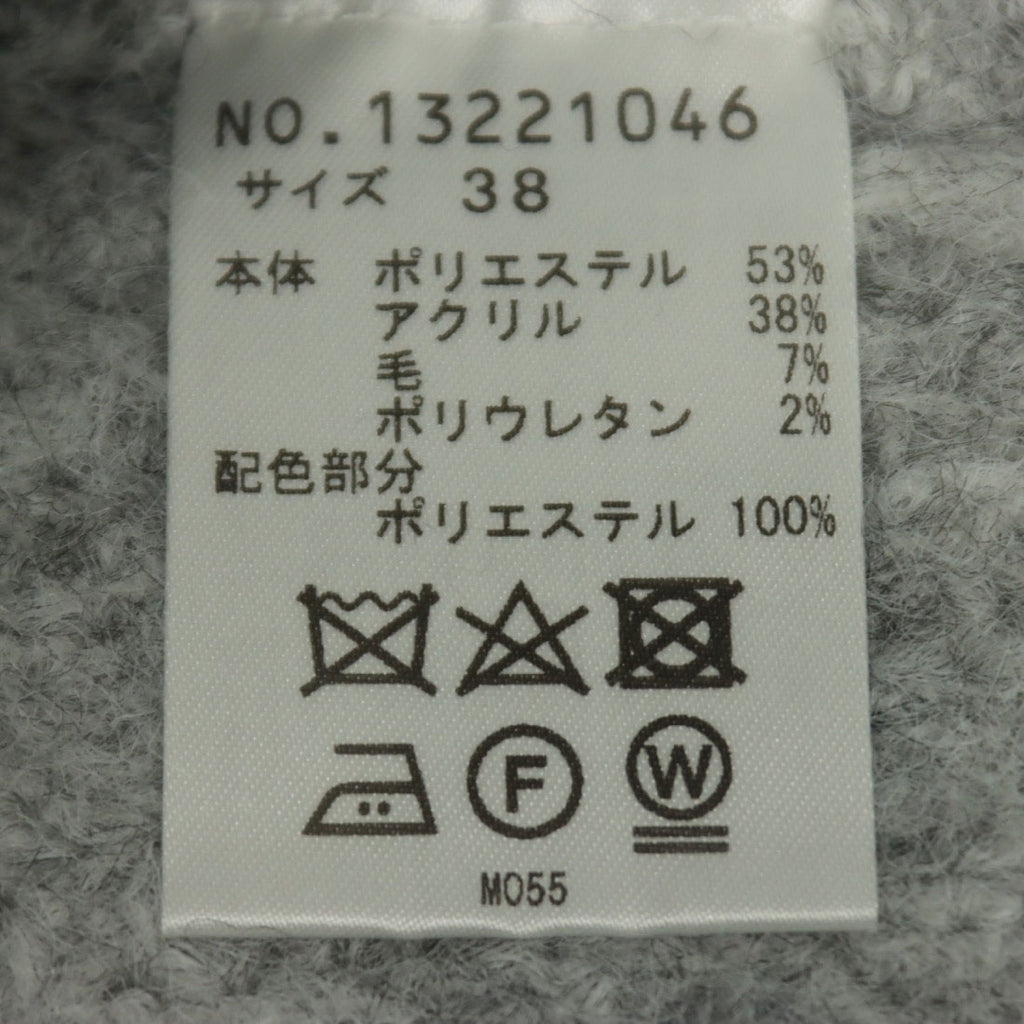 NO.13221046
サイズ 38
本体 ポリエステル 53%
アクリル 38%
毛 7%
ポリウレタン 2%
配色部分
ポリエステル 100%
F W
M055